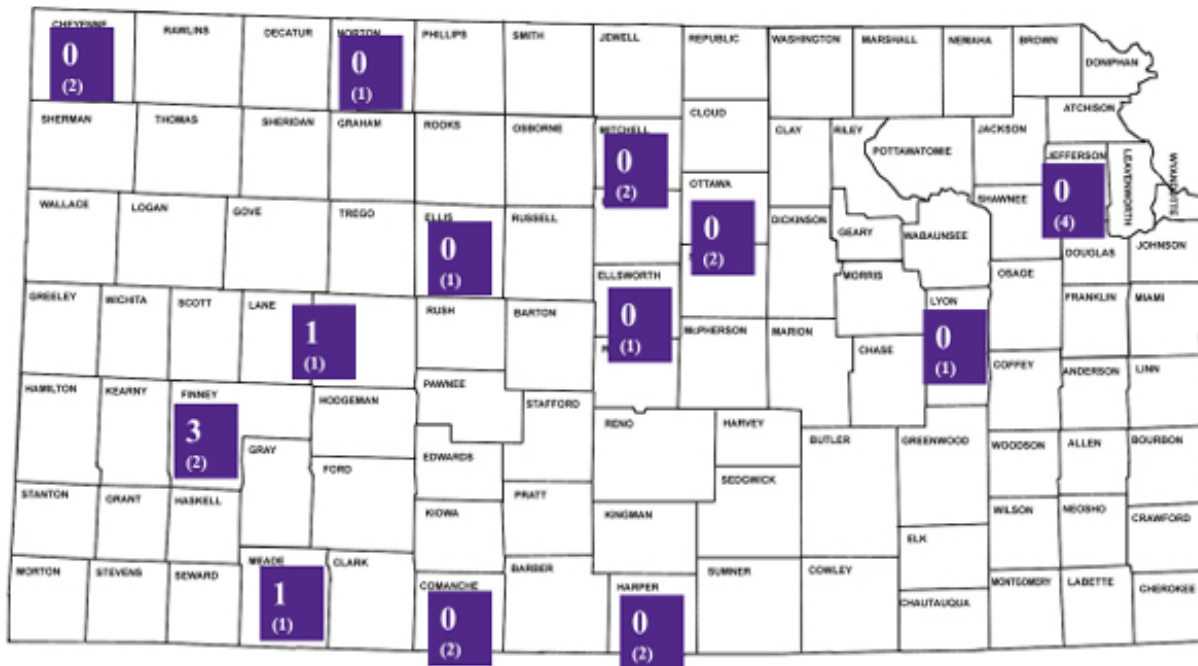 CHEYENNE RAWLINS DECATUR NORTON PHILLIPS SMITH JEWELL REPUBLIC WASHINGTON MARSHALL NEMAHA BROWN
DONIPHAN
0
(2)
0
(1)
SHERMAN THOMAS SHERIDAN GRAHAM ROOKS OSBORNE MITCHELL CLOUD CLAY RILEY POTTAWATOMIE JACKSON ATCHISON
JEFFERSON LEAVENWORTH WYANDOTTE
0
(2)
OTTAWA
0
(2)
0
(4)
WALLACE LOGAN GOVE TREGO ELLIS RUSSELL DICKINSON GEARY WABAUNSEE SHAWNEE DOUGLAS JOHNSON
0
(1)
ELLSWORTH MORRIS OSAGE
0
(1)
GREELEY WICHITA SCOTT LANE RUSH BARTON McPHERSON MARION CHASE LYON FRANKLIN MIAMI
1
(1)
0
(1)
HAMILTON KEARNY FINNEY HODGEMAN PAWNEE STAFFORD COFFEY ANDERSON LINN
3
(2)
GRAY FORD EDWARDS RENO HARVEY BUTLER GREENWOOD WOODSON ALLEN BOURBON
STANTON GRANT HASKELL KIOWA PRATT KINGMAN SEDGWICK ELK WILSON NEOSHO CRAWFORD
MORTON STEVENS SEWARD MEADE CLARK COMANCHE BARBER HARPER SUMNER COWLEY CHAUTAUQUA MONTGOMERY LABETTE CHEROKEE
1
(1)
0
(2)
0
(2)